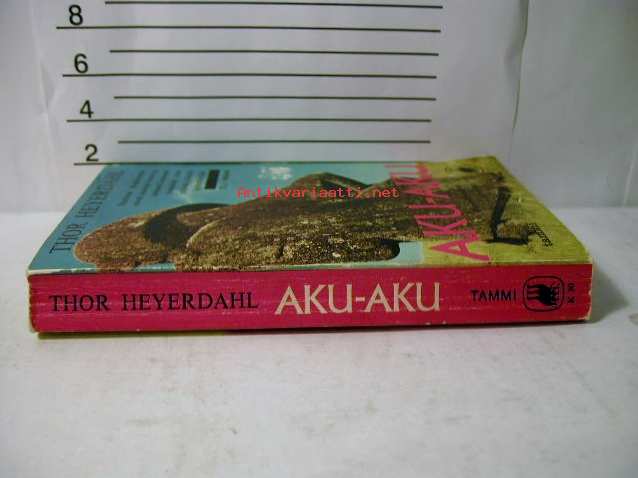 8
6
4
2
THOR HEYERDAHL
AKU-AKU
Antikvariaatti.net
THOR HEYERDAHL AKU-AKU TAMMI